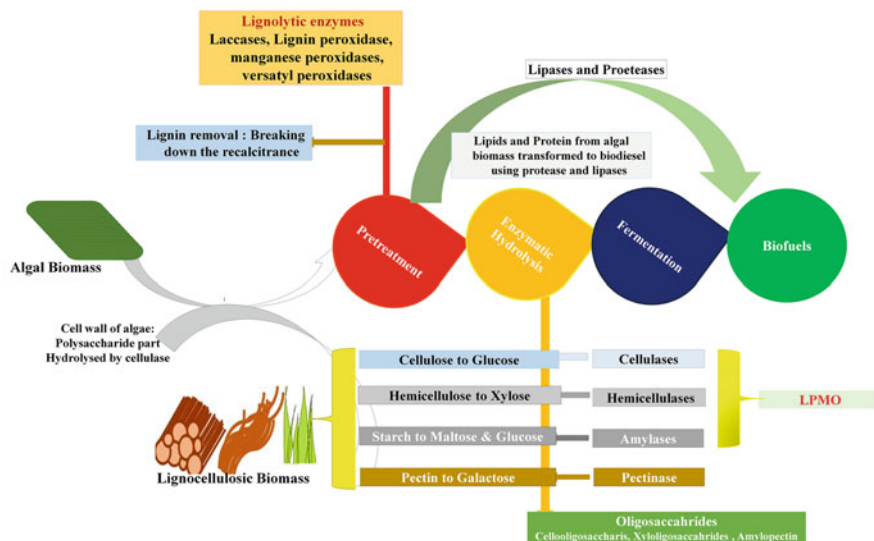 Lignolytic enzymes
Laccases, Lignin peroxidase,
manganese peroxidases,
versatyl peroxidases
Lipases and Proeteases
Lignin removal : Breaking
down the recalcitrance
Lipids and Protein from algal
biomass transformed to biodiesel
using protease and lipases
Pretreatment
Enzymatic
Hydrolysis
Fermentation
Biofuels
Algal Biomass
Cell wall of algae:
Polysaccharide part
Hydrolysed by cellulase
Cellulose to Glucose
Cellulases
Hemicellulose to Xylose
Hemicellulases
LPMO
Starch to Maltose & Glucose
Amylases
Lignocellulosic Biomass
Pectin to Galactose
Pectinase
Oligosaccahrides
Cellooligosaccharis, Xyloligosaccahrides , Amylopectin